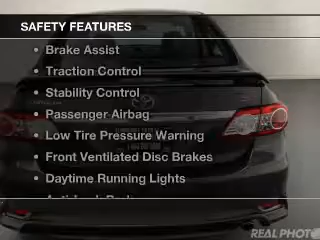 SAFETY FEATURES
• Brake Assist
• Traction Control
• Stability Control
• Passenger Airbag
• Low Tire Pressure Warning
• Front Ventilated Disc Brakes
• Daytime Running Lights
REAL PHOTO